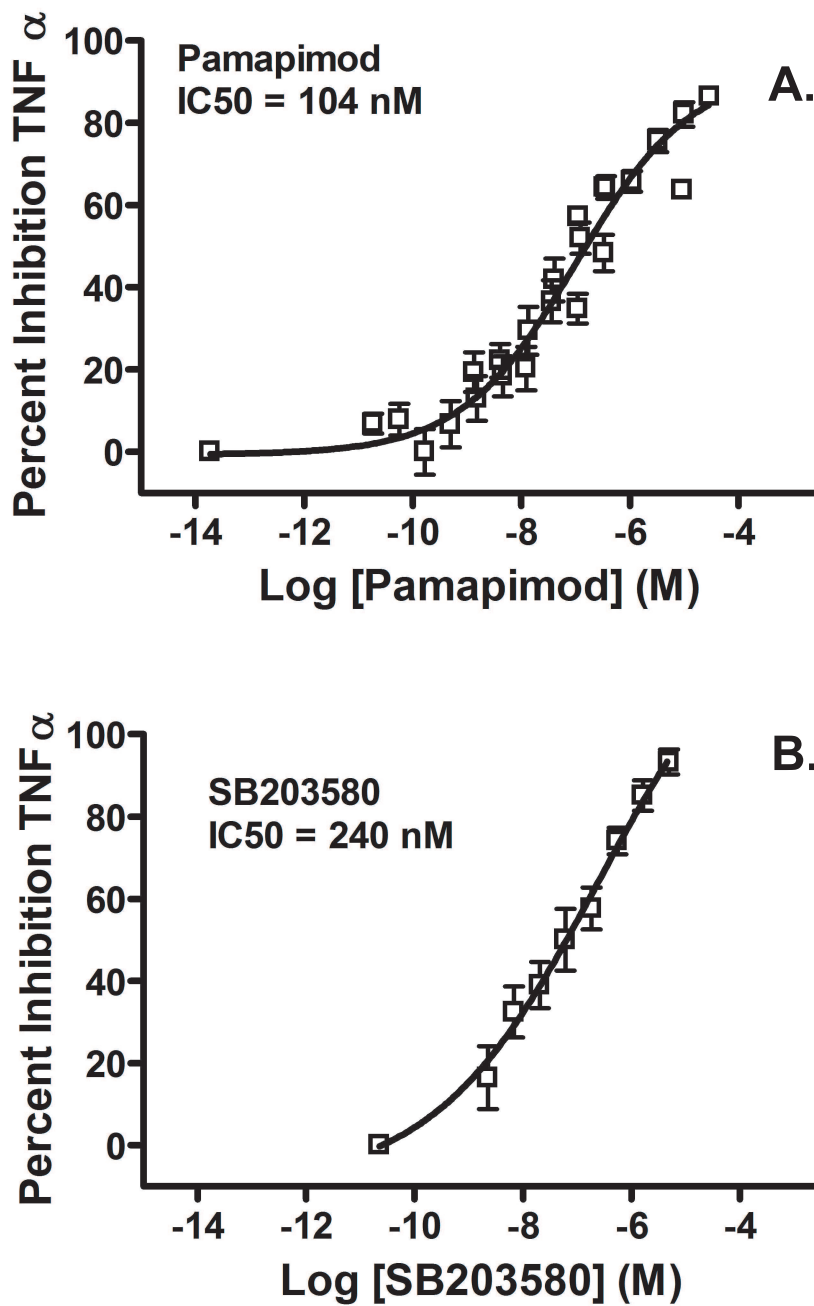 Percent Inhibition TNF α
100
80
60
40
20
0
Pamapimod
IC50 = 104 nM
A.
-14
-12
-10
-8
-6
-4
Log [Pamapimod] (M)
Percent Inhibition TNF α
100
80
60
40
20
0
SB203580
IC50 = 240 nM
B.
-14
-12
-10
-8
-6
-4
Log [SB203580] (M)